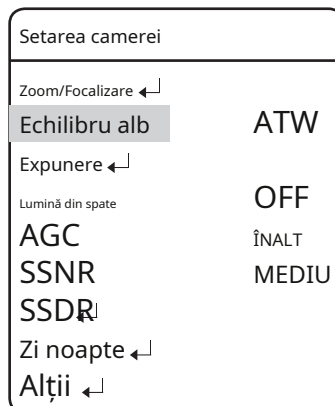 Setarea camerei
Zoom/Focalizare
Echilibru alb ATW
Expunere
Lumină din spate OFF
AGC ÎNALT
SSNR MEDIU
SSDR
Zi noapte
Alții